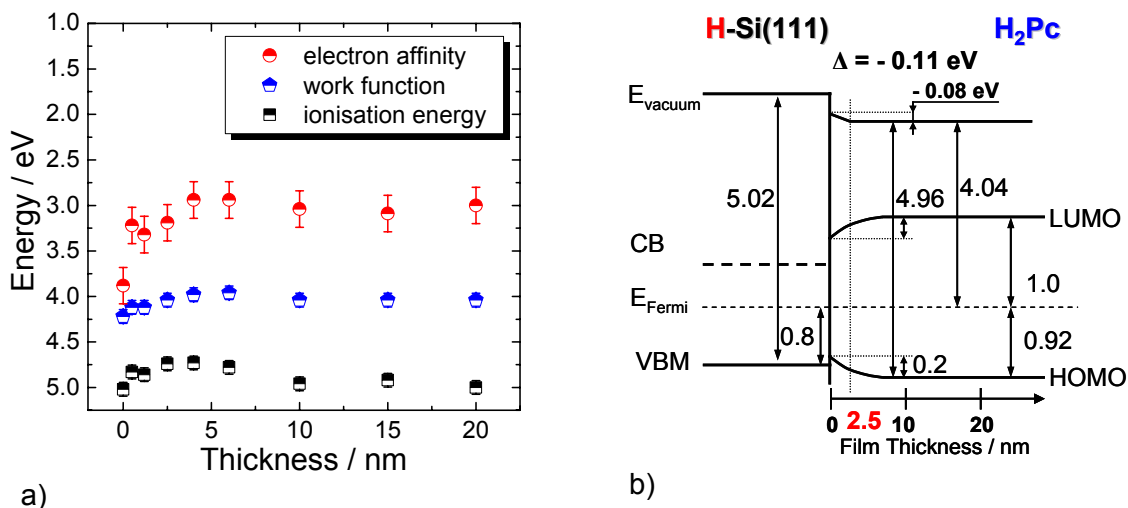 1.0
1.5
2.0
2.5
3.0
3.5
4.0
4.5
5.0
Energy / eV
electron affinity
work function
ionisation energy
0 5 10 15 20
Thickness / nm
a)
H-Si(111) H₂Pc
Δ = - 0.11 eV
- 0.08 eV
E_vacuum
5.02
4.96
4.04
LUMO
CB
1.0
E_Fermi
0.8
0.92
VBM
0.2
HOMO
0 2.5 10 20
Film Thickness / nm
b)